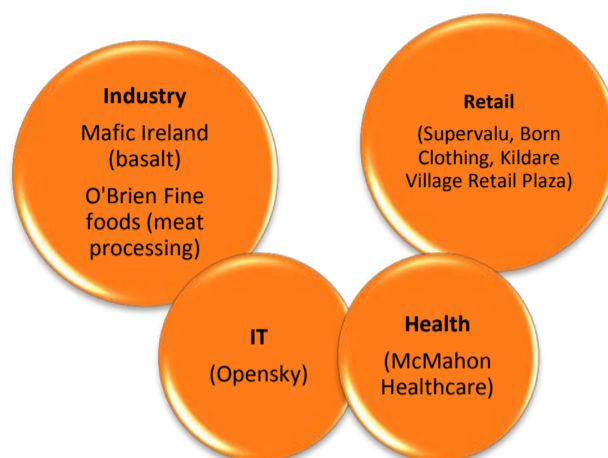 Industry
Mafic Ireland
(basalt)
O'Brien Fine
foods (meat
processing)
Retail
(Supervalu, Born
Clothing, Kildare
Village Retail Plaza)
IT
(Opensky)
Health
(McMahon
Healthcare)